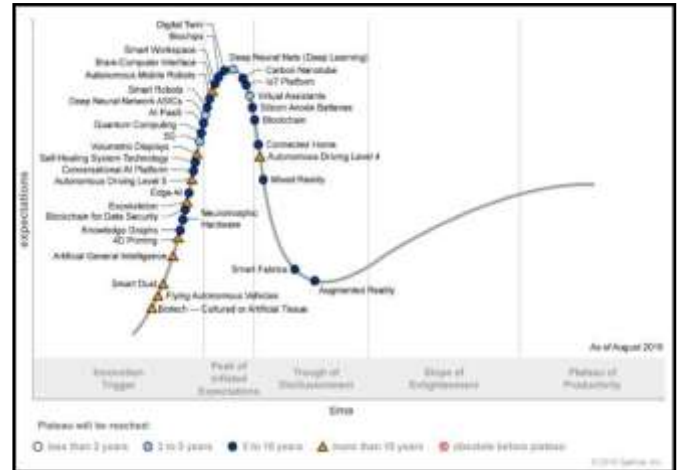 Digital Twin
Biochips
Smart Workspace
Brain-Computer Interface
Autonomous Mobile Robots
Smart Robots
Deep Neural Network ASICs
AI PaaS
Quantum Computing
5G
Volumetric Displays
Self-Healing System Technology
Conversational AI Platform
Autonomous Driving Level 5
Edge AI
Exoskeleton
Blockchain for Data Security
Knowledge Graphs
4D Printing
Artificial General Intelligence
Smart Dust
Flying Autonomous Vehicles
Biotech — Cultured or Artificial Tissue
Neuromorphic
Hardware
Deep Neural Nets (Deep Learning)
Carbon Nanotube
IoT Platform
Virtual Assistants
Silicon Anode Batteries
Blockchain
Connected Home
Autonomous Driving Level 4
Mixed Reality
Smart Fabrics
Augmented Reality
expectations
As of August 2018
Innovation
Trigger
Peak of
Inflated
Expectations
Trough of
Disillusionment
Slope of
Enlightenment
Plateau of
Productivity
time
Plateau will be reached:
less than 2 years
2 to 5 years
5 to 10 years
more than 10 years
obsolete before plateau
© 2018 Gartner, Inc.